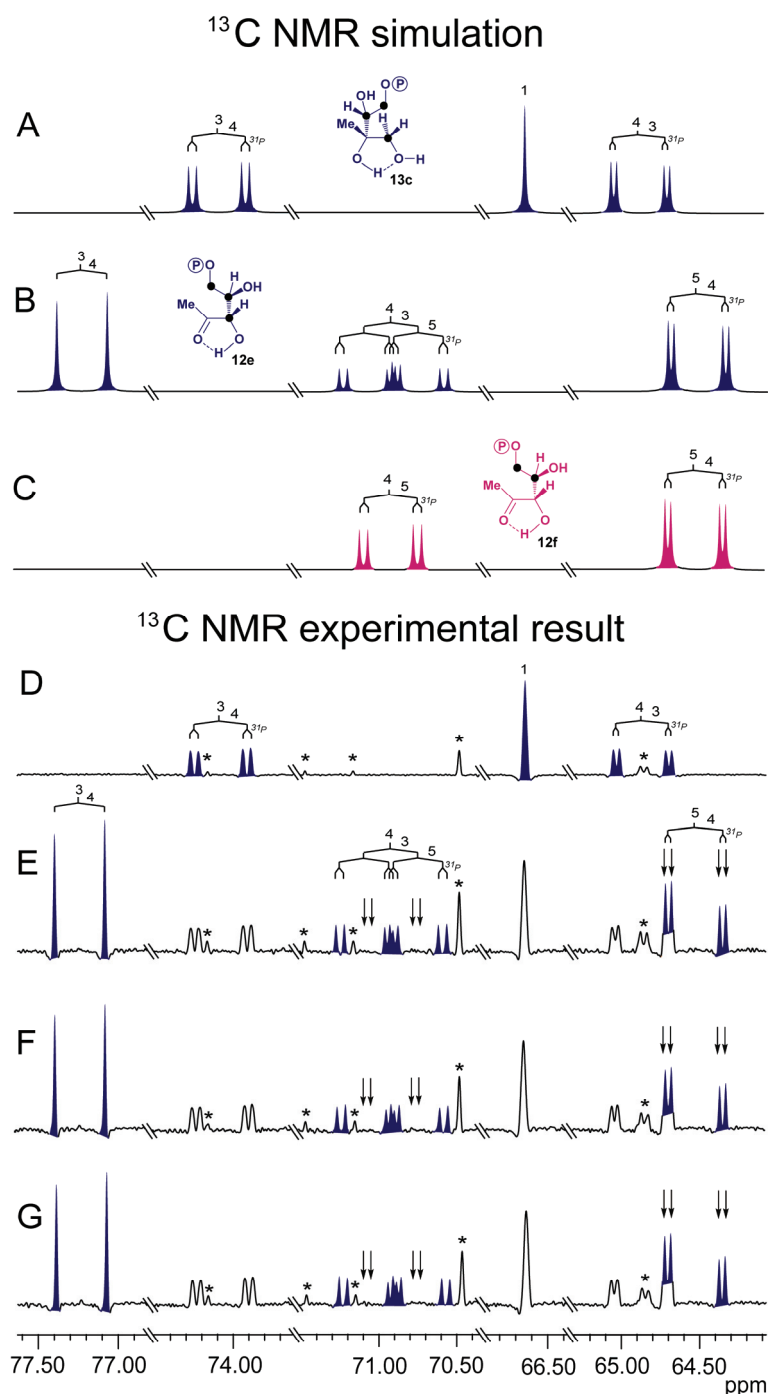 ¹³C NMR simulation
A
3
4
31P
OH
O
P
H
H
H
Me
O
H
O
H
13c
1
4
3
31P
B
3
4
P
O
H
OH
Me
H
O
H
O
12e
4
3
5
31P
5
4
31P
C
4
5
31P
P
O
H
OH
Me
H
O
H
O
12f
5
4
31P
¹³C NMR experimental result
D
3
4
31P
*
*
*
*
1
4
3
31P
*
E
3
4
*
*
4
3
5
31P
*
*
5
4
31P
*
F
*
*
*
*
*
G
*
*
*
*
*
77.50 77.00 74.00 71.00 70.50 66.50 65.00 64.50
ppm